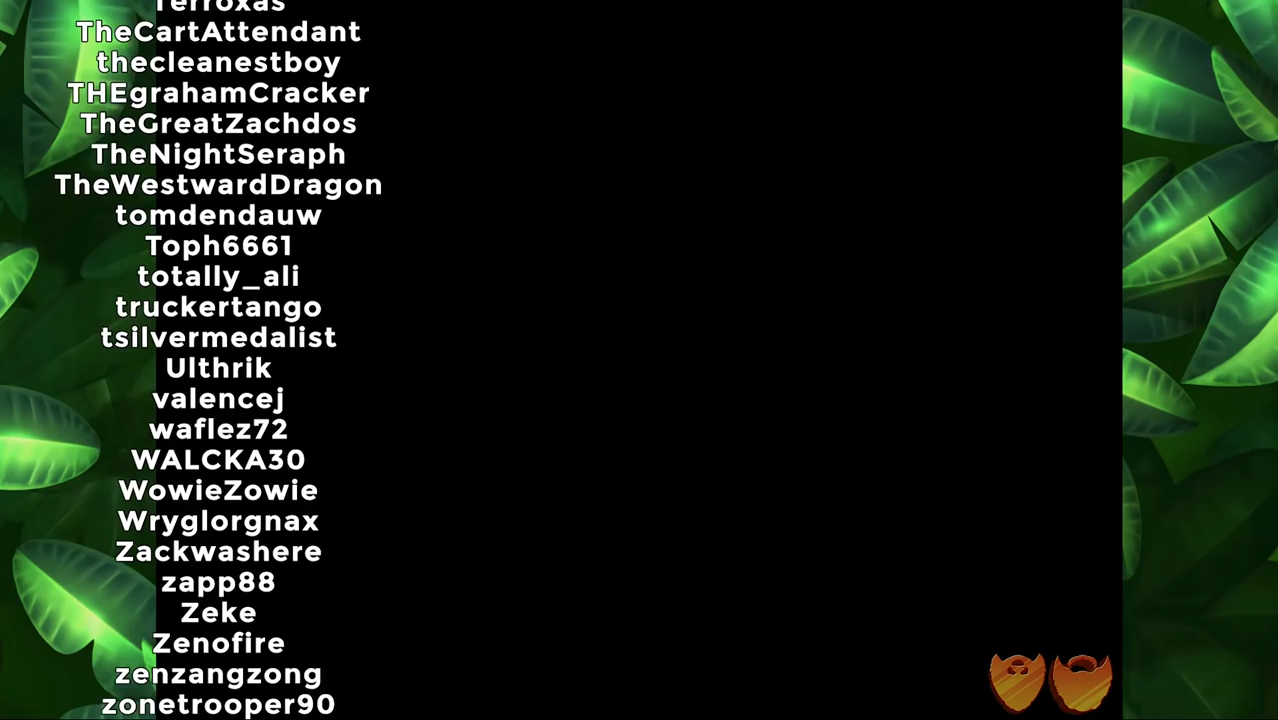 Terroxas
TheCartAttendant
thecleanestboy
THEgrahamCracker
TheGreatZachdos
TheNightSeraph
TheWestwardDragon
tomdendauw
Toph6661
totally_ali
truckertango
tsilvermedalist
Ulthrik
valencej
waflez72
WALCKA30
WowieZowie
Wryglorgnax
Zackwashere
zapp88
Zeke
Zenofire
zenzangzong
zonetrooper90